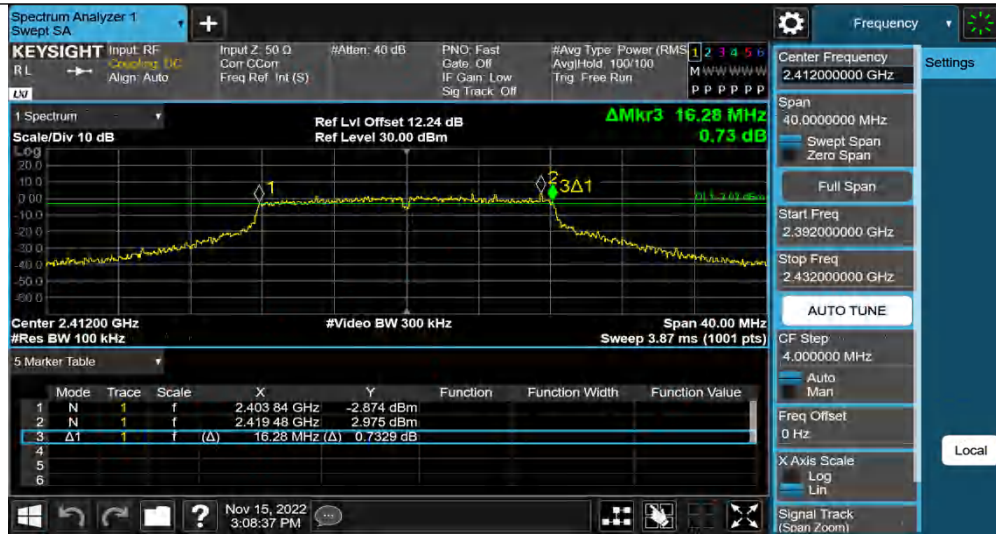 Spectrum Analyzer 1
Swept SA
+
Frequency
KEYSIGHT Input: RF
RL
Coupling: DC
Align: Auto
LXI
Input Z: 50 Ω
Corr CCorr
Freq Ref: Int (S)
#Atten: 40 dB
PNO: Fast
Gate: Off
IF Gain: Low
Sig Track: Off
#Avg Type: Power (RMS
Avg|Hold: 100/100
Trig: Free Run
1 2 3 4 5 6
M W W W W W
P P P P P P
Center Frequency
2.412000000 GHz
Settings
1 Spectrum
Scale/Div 10 dB
Ref Lvl Offset 12.24 dB
Ref Level 30.00 dBm
ΔMkr3 16.28 MHz
0.73 dB
Span
40.0000000 MHz
Swept Span
Zero Span
Full Span
Start Freq
2.392000000 GHz
Stop Freq
2.432000000 GHz
AUTO TUNE
CF Step
4.000000 MHz
Auto
Man
Freq Offset
0 Hz
X Axis Scale
Log
Lin
Signal Track
(Span Zoom)
Local
Log
20.0
10.0
0.00
-10.0
-20.0
-30.0
-40.0
-50.0
-60.0
1
2
3Δ1
Center 2.41200 GHz
#Res BW 100 kHz
#Video BW 300 kHz
Span 40.00 MHz
Sweep 3.87 ms (1001 pts)
5 Marker Table
Mode Trace Scale X Y Function Function Width Function Value
1 N 1 f 2.403 84 GHz -2.874 dBm
2 N 1 f 2.419 48 GHz 2.975 dBm
3 Δ1 1 f (Δ) 16.28 MHz (Δ) 0.7329 dB
4
5
6
?
Nov 15, 2022
3:08:37 PM